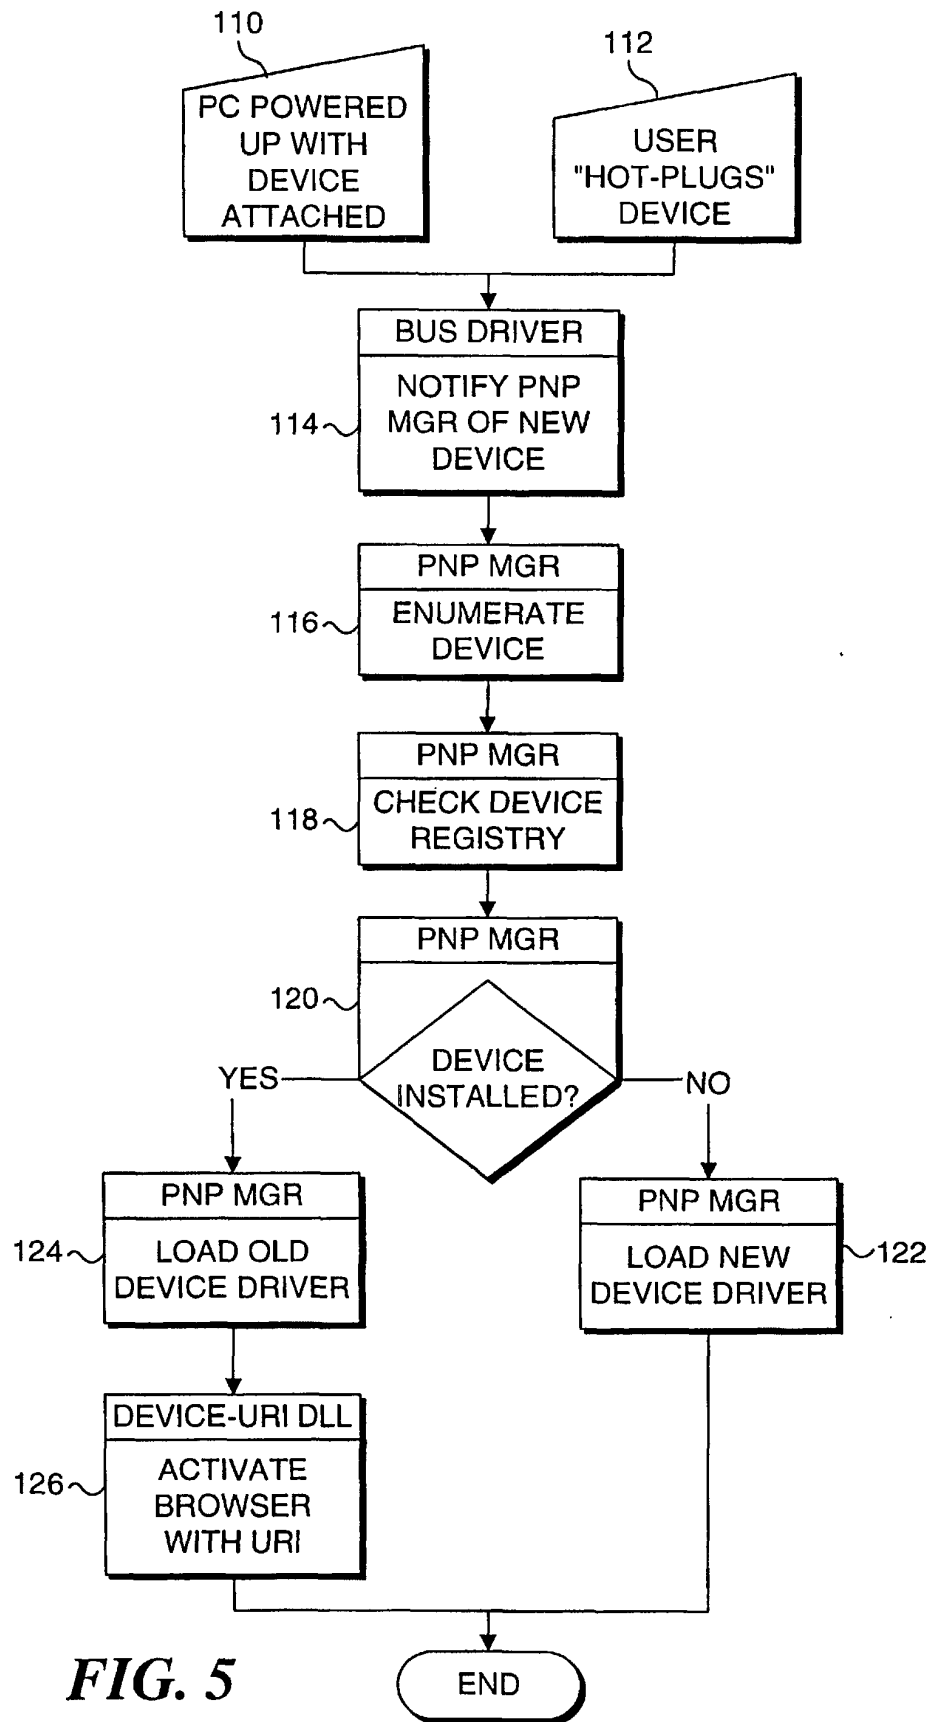 110
PC POWERED
UP WITH
DEVICE
ATTACHED
112
USER
"HOT-PLUGS"
DEVICE
BUS DRIVER
NOTIFY PNP
MGR OF NEW
DEVICE
114
PNP MGR
ENUMERATE
DEVICE
116
PNP MGR
CHECK DEVICE
REGISTRY
118
PNP MGR
120
DEVICE
INSTALLED?
YES
NO
PNP MGR
LOAD OLD
DEVICE DRIVER
124
PNP MGR
LOAD NEW
DEVICE DRIVER
122
DEVICE-URI DLL
ACTIVATE
BROWSER
WITH URI
126
END
FIG. 5